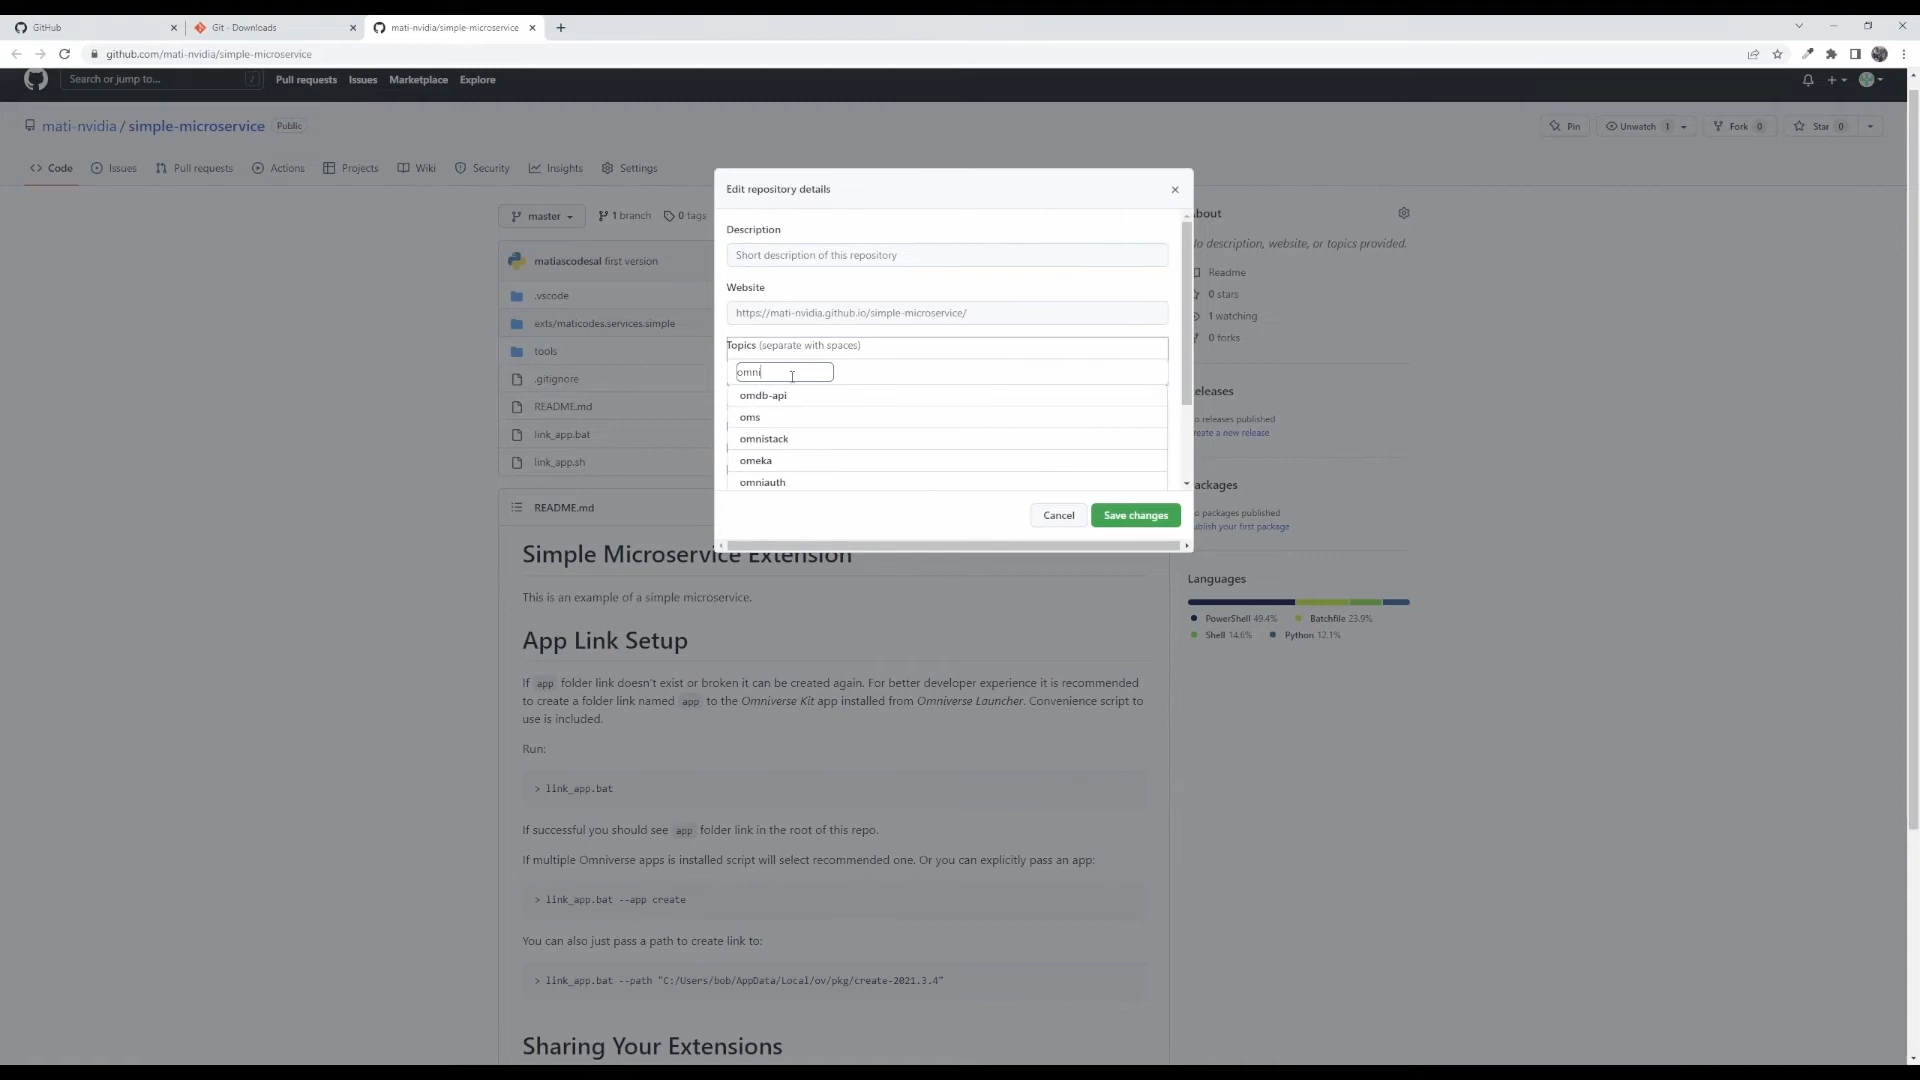 GitHub
Git - Downloads
mati-nvidia/simple-microservice
github.com/mati-nvidia/simple-microservice
Search or jump to...
/
Pull requests
Issues
Marketplace
Explore
mati-nvidia / simple-microservice
Public
Pin
Unwatch 1
Fork 0
Star 0
Code
Issues
Pull requests
Actions
Projects
Wiki
Security
Insights
Settings
Edit repository details
master
1 branch
0 tags
About
Description
No description, website, or topics provided.
Short description of this repository
matiascodesal first version
Readme
Website
.vscode
0 stars
https://mati-nvidia.github.io/simple-microservice/
1 watching
exts/maticodes.services.simple
0 forks
Topics (separate with spaces)
tools
omni
.gitignore
omdb-api
eleases
README.md
oms
o releases published
reate a new release
link_app.bat
omnistack
link_app.sh
omeka
omniauth
ackages
README.md
Cancel
Save changes
o packages published
ublish your first package
Simple Microservice Extension
This is an example of a simple microservice.
Languages
PowerShell 49.4%
Batchfile 23.9%
Shell 14.6%
Python 12.1%
App Link Setup
If app folder link doesn't exist or broken it can be created again. For better developer experience it is recommended
to create a folder link named app to the Omniverse Kit app installed from Omniverse Launcher. Convenience script to
use is included.
Run:
> link_app.bat
If successful you should see app folder link in the root of this repo.
If multiple Omniverse apps is installed script will select recommended one. Or you can explicitly pass an app:
> link_app.bat --app create
You can also just pass a path to create link to:
> link_app.bat --path "C:/Users/bob/AppData/Local/ov/pkg/create-2021.3.4"
Sharing Your Extensions